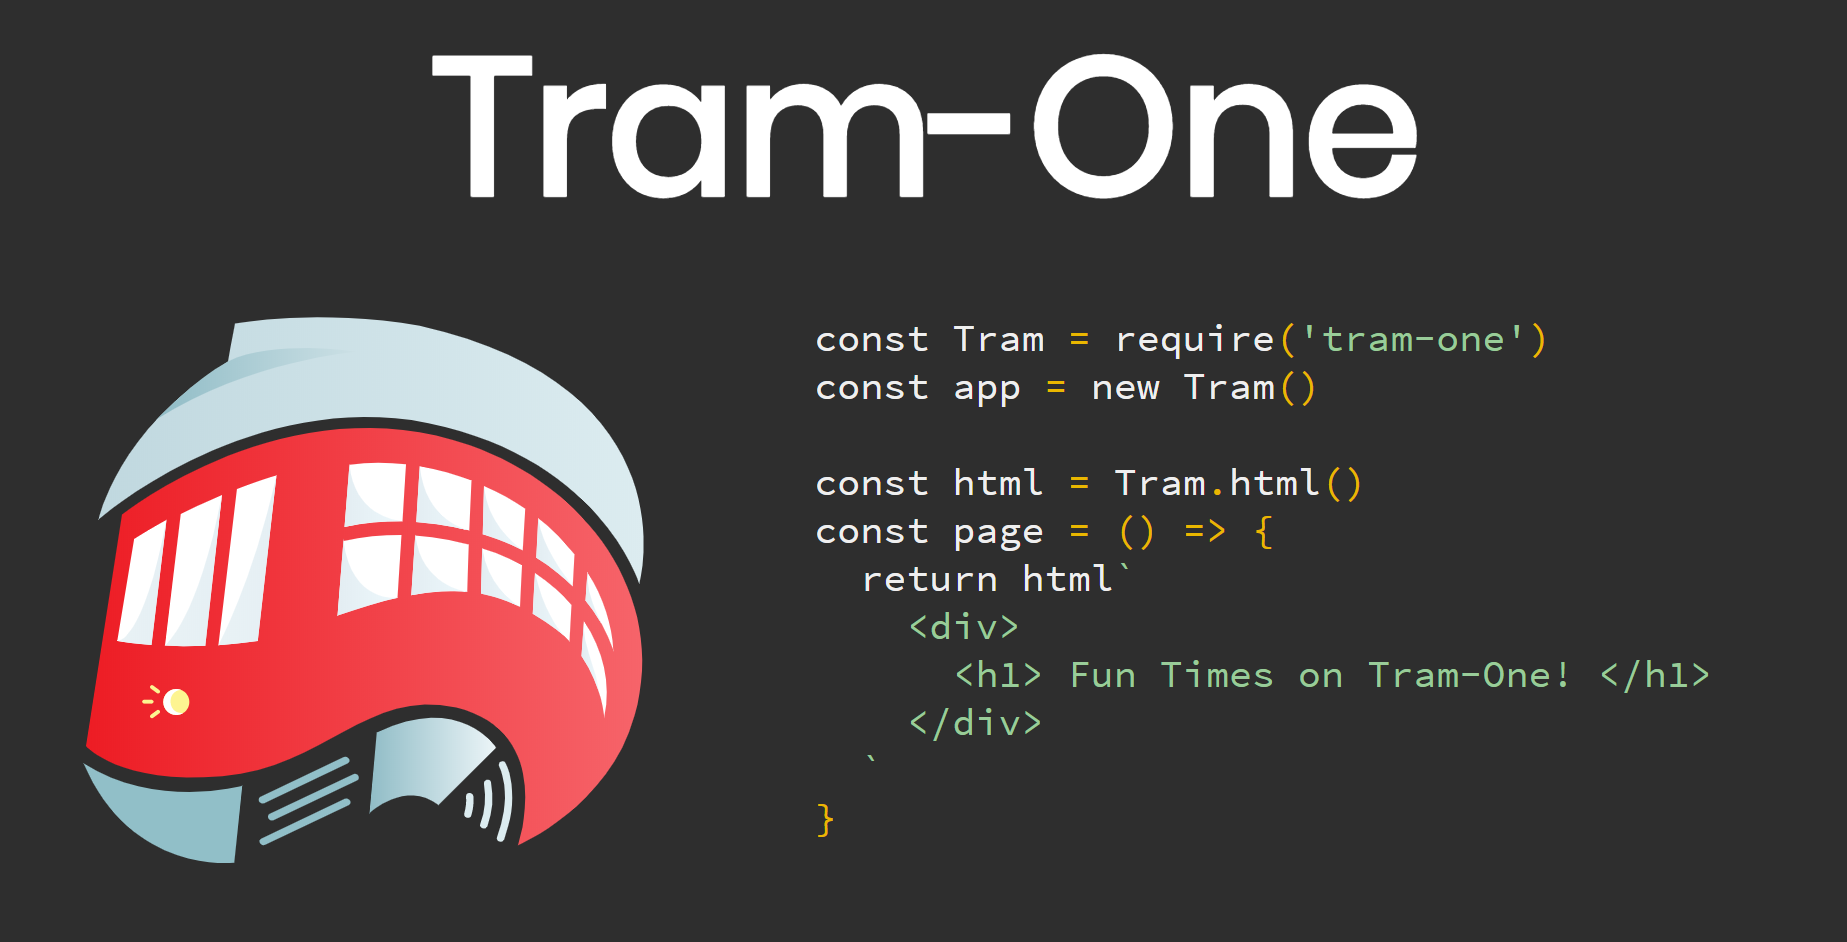 Tram-One
const Tram = require('tram-one')
const app = new Tram()
const html = Tram.html()
const page = () => {
  return html`
    <div>
      <h1> Fun Times on Tram-One! </h1>
    </div>
  `
}